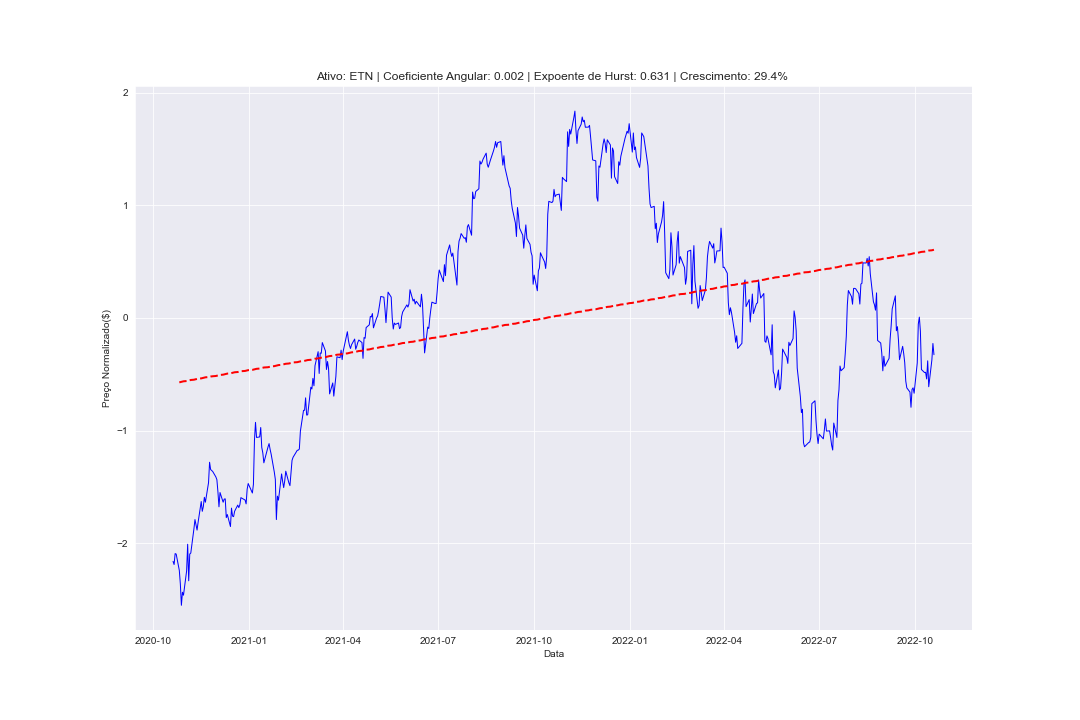 Ativo: ETN | Coeficiente Angular: 0.002 | Expoente de Hurst: 0.631 | Crescimento: 29.4%
2
1
0
−1
−2
Preço Normalizado($)
2020-10 2021-01 2021-04 2021-07 2021-10 2022-01 2022-04 2022-07 2022-10
Data